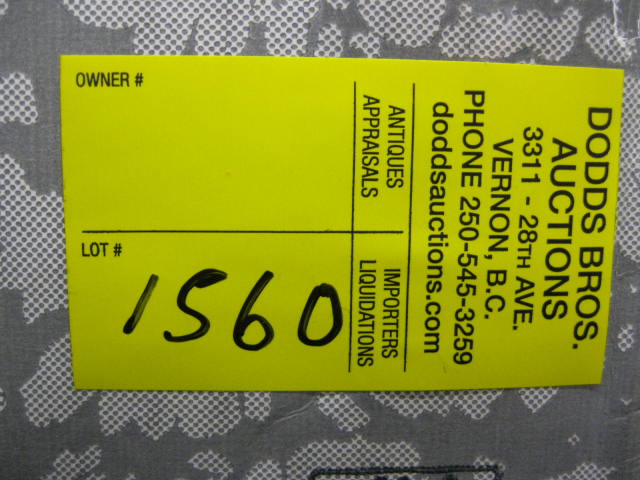 DODDS BROS.
AUCTIONS
3311 - 28TH AVE.
VERNON, B.C.
PHONE 250-545-3259
doddsauctions.com
ANTIQUES IMPORTERS
APPRAISALS LIQUIDATIONS
OWNER #
LOT #
1560